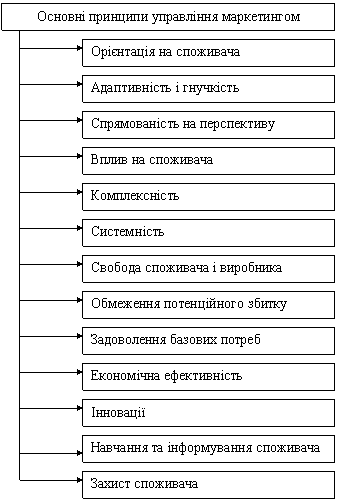 Основні принципи управління маркетингом
Орієнтація на споживача
Адаптивність і гнучкість
Спрямованість на перспективу
Вплив на споживача
Комплексність
Системність
Свобода споживача і виробника
Обмеження потенційного збитку
Задоволення базових потреб
Економічна ефективність
Інновації
Навчання та інформування споживача
Захист споживача